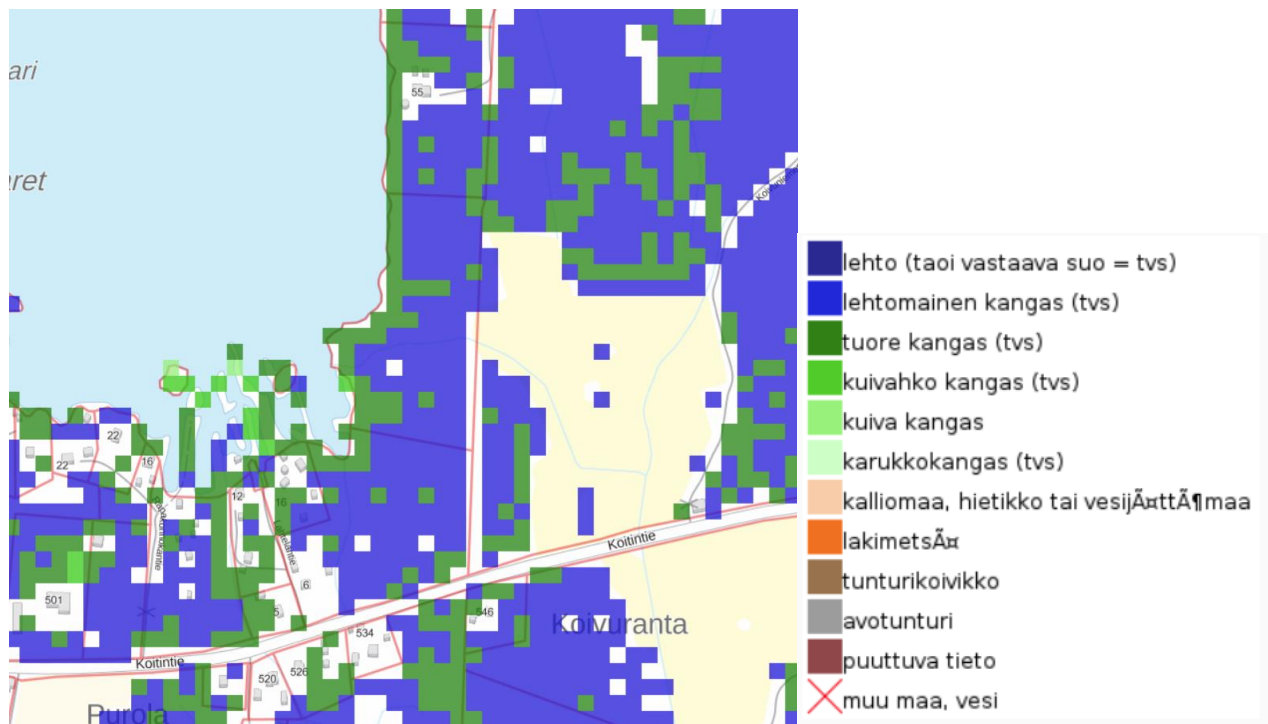 ari
aret
55
22
22
16
12
16
Koitintie
6
5
501
546
534
Koivuranta
Koitintie
526
520
Purola
lehto (taoi vastaava suo = tvs)
lehtomainen kangas (tvs)
tuore kangas (tvs)
kuivahko kangas (tvs)
kuiva kangas
karukkokangas (tvs)
kalliomaa, hietikko tai vesijÃ¤ttÃ¶maa
lakimetsÃ¤
tunturikoivikko
avotunturi
puuttuva tieto
muu maa, vesi